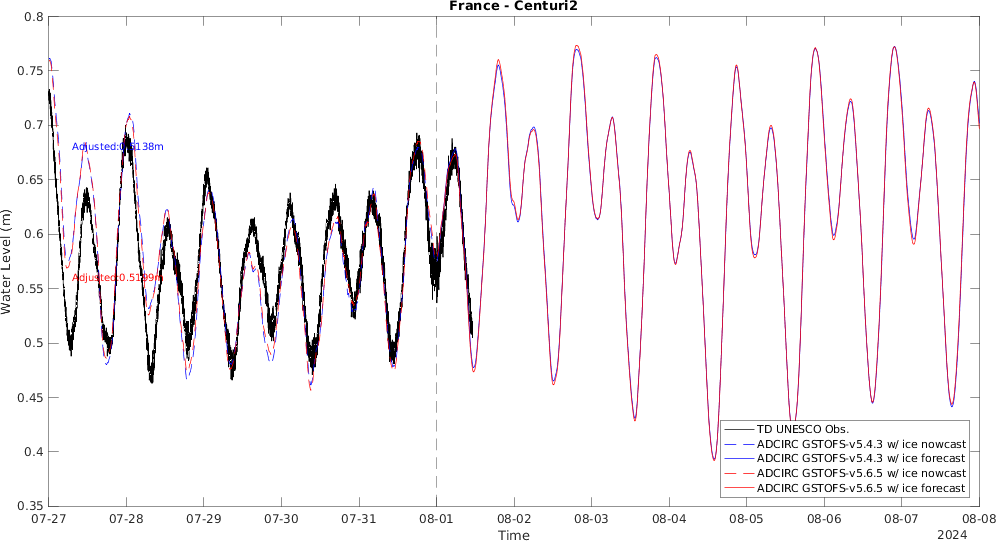 France - Centuri2
0.8
0.75
0.7
0.65
0.6
0.55
0.5
0.45
0.4
0.35
Water Level (m)
Adjusted:0.5138m
Adjusted:0.5199m
TD UNESCO Obs.
ADCIRC GSTOFS-v5.4.3 w/ ice nowcast
ADCIRC GSTOFS-v5.4.3 w/ ice forecast
ADCIRC GSTOFS-v5.6.5 w/ ice nowcast
ADCIRC GSTOFS-v5.6.5 w/ ice forecast
07-27 07-28 07-29 07-30 07-31 08-01 08-02 08-03 08-04 08-05 08-06 08-07 08-08
Time
2024